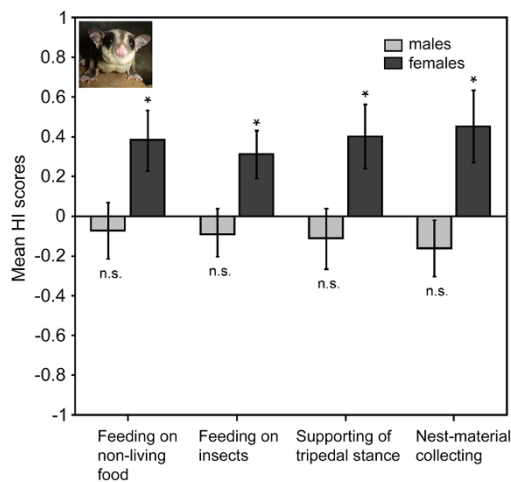 1
0.8
0.6
0.4
0.2
0
-0.2
-0.4
-0.6
-0.8
-1
Mean HI scores
males
females
*
*
*
*
n.s.
n.s.
n.s.
n.s.
Feeding on
non-living
food
Feeding on
insects
Supporting of
tripedal stance
Nest-material
collecting